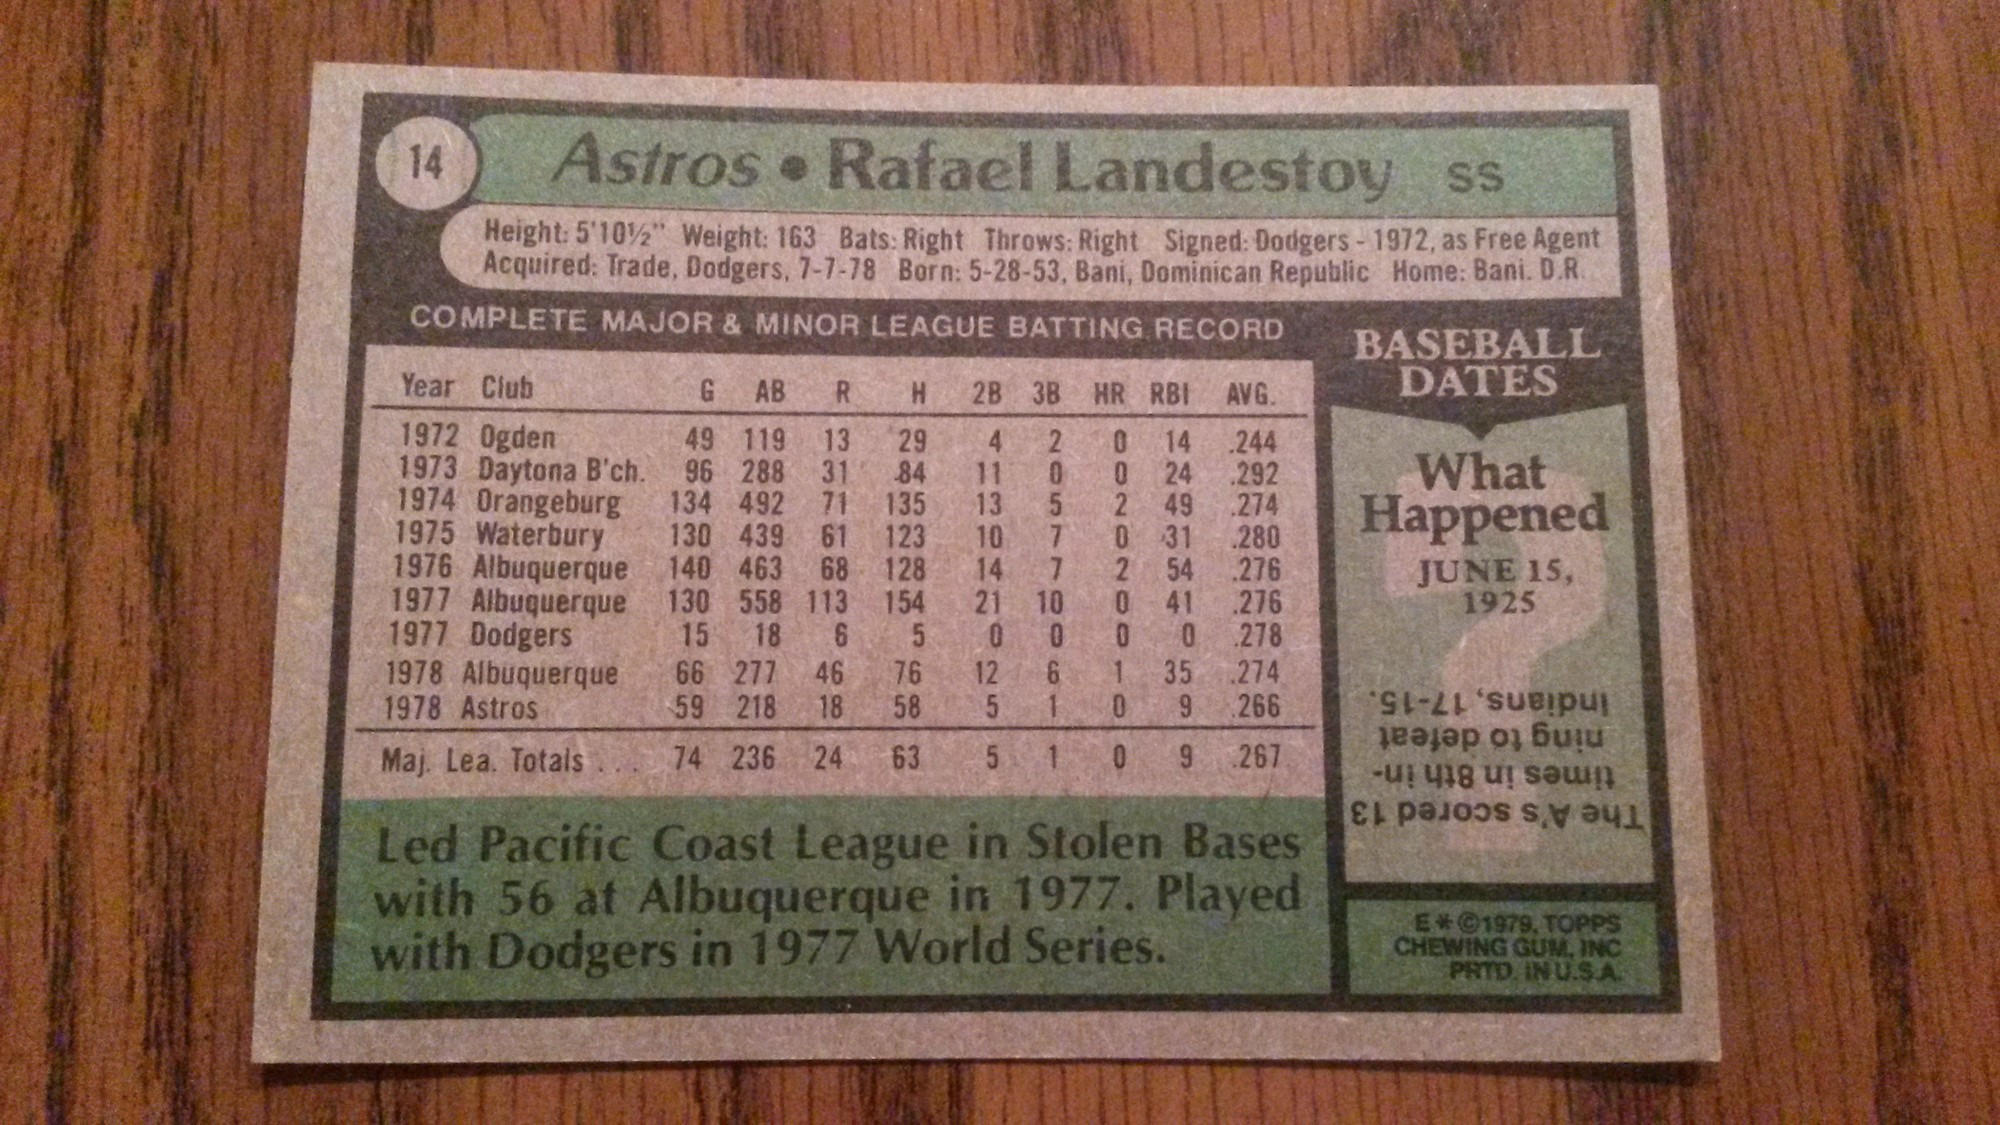 14
Astros • Rafael Landestoy SS
Height: 5'10½" Weight: 163 Bats: Right Throws: Right Signed: Dodgers - 1972, as Free Agent
Acquired: Trade, Dodgers, 7-7-78 Born: 5-28-53, Bani, Dominican Republic Home: Bani. D.R.
COMPLETE MAJOR & MINOR LEAGUE BATTING RECORD
Year Club G AB R H 2B 3B HR RBI AVG.
1972 Ogden 49 119 13 29 4 2 0 14 .244
1973 Daytona B'ch. 96 288 31 84 11 0 0 24 .292
1974 Orangeburg 134 492 71 135 13 5 2 49 .274
1975 Waterbury 130 439 61 123 10 7 0 31 .280
1976 Albuquerque 140 463 68 128 14 7 2 54 .276
1977 Albuquerque 130 558 113 154 21 10 0 41 .276
1977 Dodgers 15 18 6 5 0 0 0 0 .278
1978 Albuquerque 66 277 46 76 12 6 1 35 .274
1978 Astros 59 218 18 58 5 1 0 9 .266
Maj. Lea. Totals . . . 74 236 24 63 5 1 0 9 .267
Led Pacific Coast League in Stolen Bases
with 56 at Albuquerque in 1977. Played
with Dodgers in 1977 World Series.
BASEBALL
DATES
What
Happened
JUNE 15,
1925
The A's scored 13
times in 8th in-
ning to defeat
Indians, 17-15.
E * © 1979, TOPPS
CHEWING GUM, INC
PRTD. IN U.S.A.